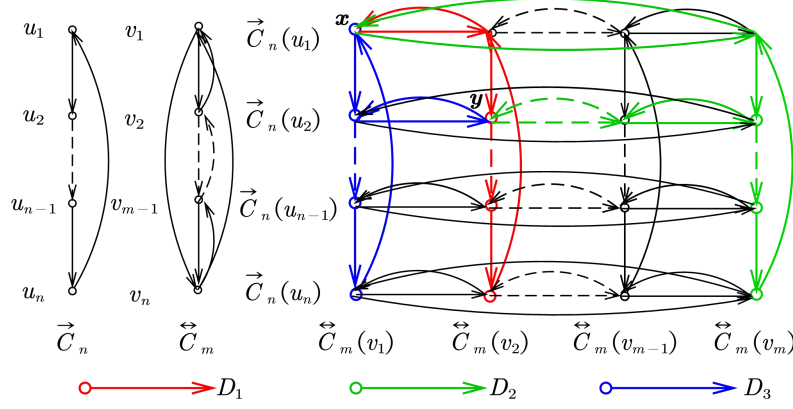 x
u₁ v₁ C⃗ₙ(u₁)
y
u₂ v₂ C⃗ₙ(u₂)
uₙ₋₁ vₘ₋₁ C⃗ₙ(uₙ₋₁)
uₙ vₙ C⃗ₙ(uₙ)
C⃗ₙ C⃡ₘ C⃡ₘ(v₁) C⃡ₘ(v₂) C⃡ₘ(vₘ₋₁) C⃡ₘ(vₘ)
D₁ D₂ D₃